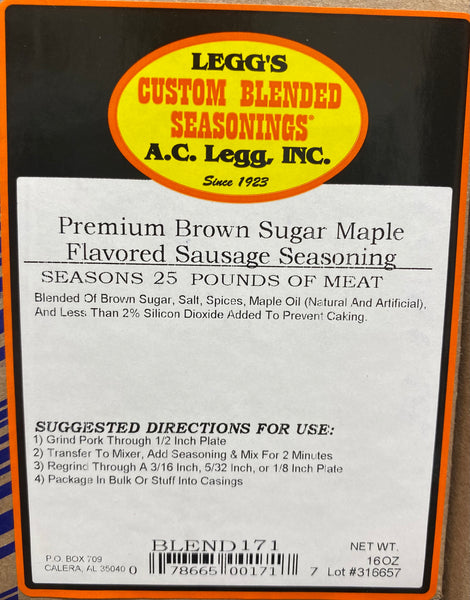 LEGG'S
CUSTOM BLENDED
SEASONINGS®
A.C. Legg, INC.
Since 1923
Premium Brown Sugar Maple
Flavored Sausage Seasoning
SEASONS 25 POUNDS OF MEAT
Blended Of Brown Sugar, Salt, Spices, Maple Oil (Natural And Artificial),
And Less Than 2% Silicon Dioxide Added To Prevent Caking.
SUGGESTED DIRECTIONS FOR USE:
1) Grind Pork Through 1/2 Inch Plate
2) Transfer To Mixer, Add Seasoning & Mix For 2 Minutes
3) Regrind Through A 3/16 Inch, 5/32 Inch, or 1/8 Inch Plate
4) Package In Bulk Or Stuff Into Casings
BLEND 171
P.O. BOX 709
CALERA, AL 35040
0 78665 00171 7
NET WT.
16 OZ
Lot #316657